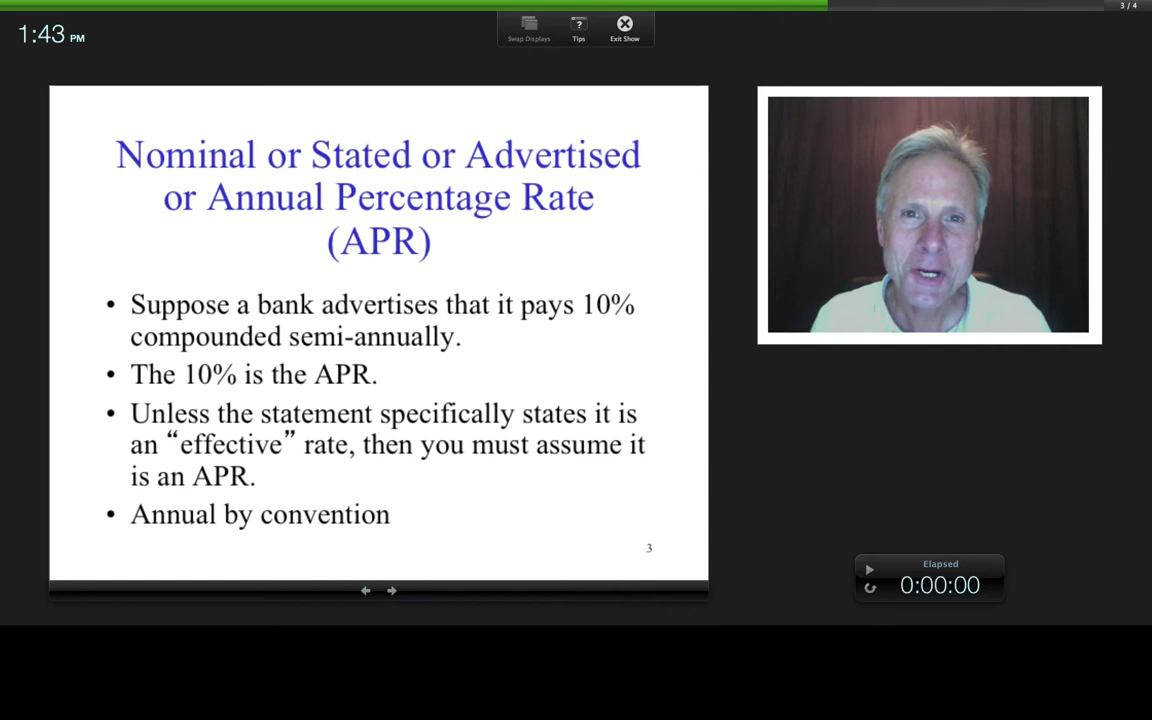 3 / 4
1:43 PM
Swap Displays
?
Tips
Exit Show
Nominal or Stated or Advertised
or Annual Percentage Rate
(APR)
• Suppose a bank advertises that it pays 10%
compounded semi-annually.
• The 10% is the APR.
• Unless the statement specifically states it is
an “effective” rate, then you must assume it
is an APR.
• Annual by convention
3
Elapsed
0:00:00